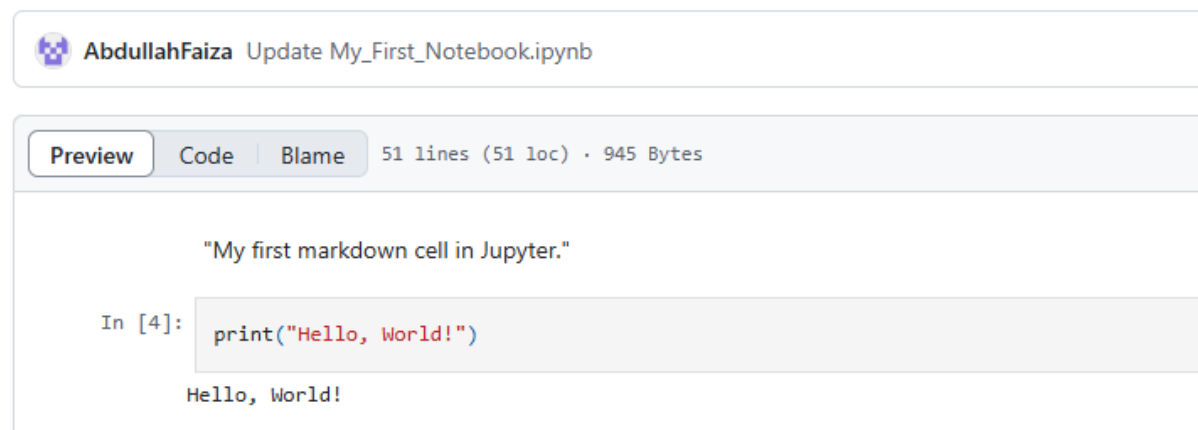 AbdullahFaiza Update My_First_Notebook.ipynb
Preview Code Blame 51 lines (51 loc) · 945 Bytes
"My first markdown cell in Jupyter."
In [4]: print("Hello, World!")
Hello, World!